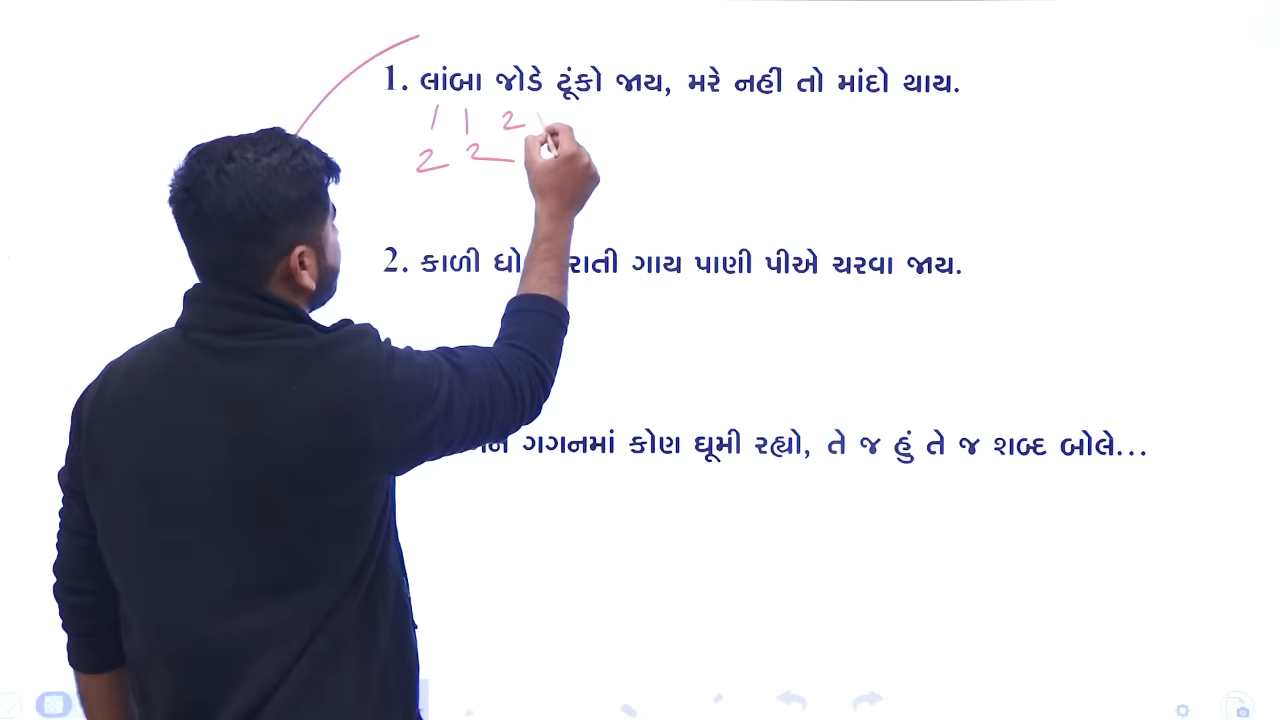 1. લાંબા જોડે ટૂંકો જાય, મરે નહીં તો માંદો થાય.
1 1 2
2 2
2. કાળી ધો રાતી ગાય પાણી પીએ ચરવા જાય.
ગગનમાં કોણ ઘૂમી રહ્યો, તે જ હું તે જ શબ્દ બોલે...